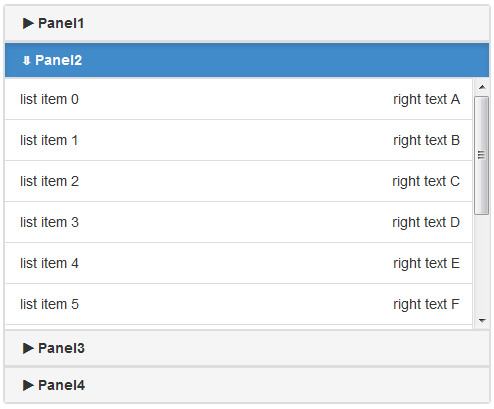 Panel1
Panel2
list item 0 right text A
list item 1 right text B
list item 2 right text C
list item 3 right text D
list item 4 right text E
list item 5 right text F
Panel3
Panel4